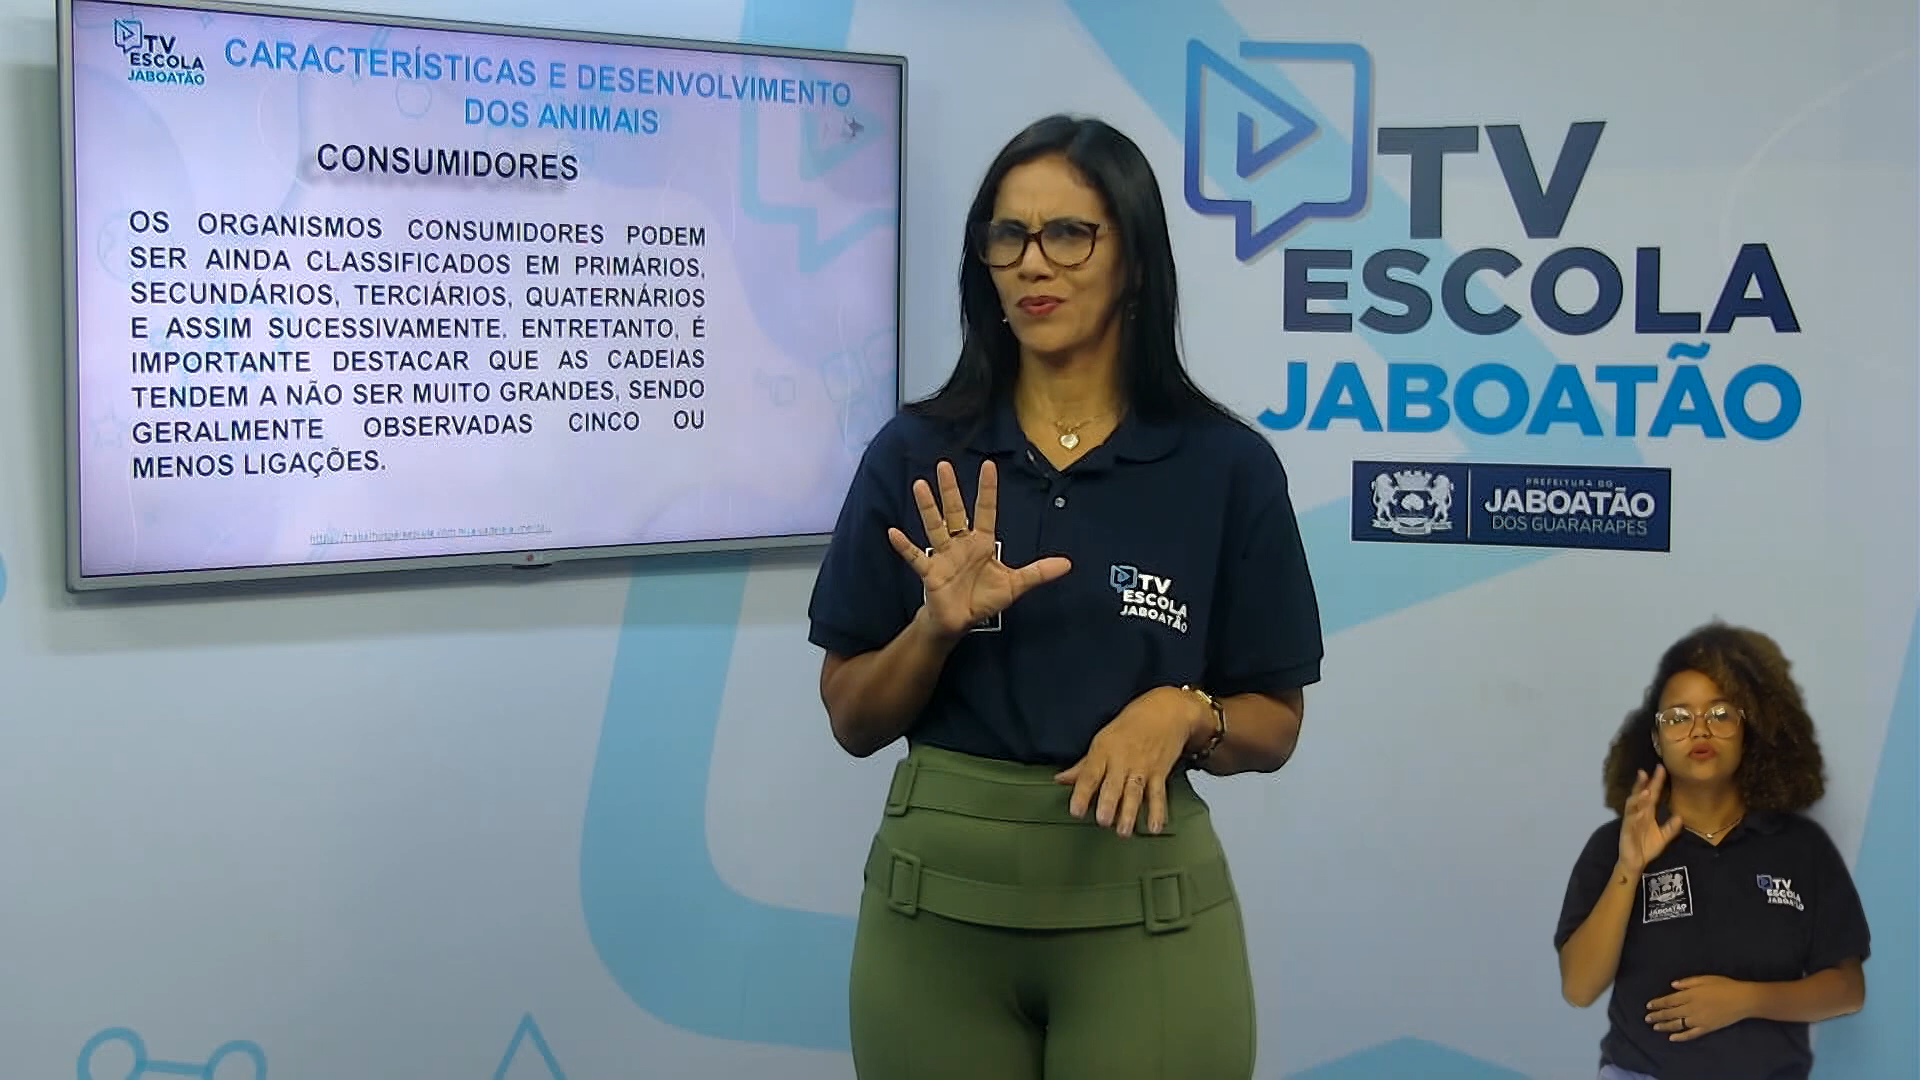 TV
ESCOLA
JABOATÃO
CARACTERÍSTICAS E DESENVOLVIMENTO
DOS ANIMAIS
CONSUMIDORES
OS ORGANISMOS CONSUMIDORES PODEM
SER AINDA CLASSIFICADOS EM PRIMÁRIOS,
SECUNDÁRIOS, TERCIÁRIOS, QUATERNÁRIOS
E ASSIM SUCESSIVAMENTE. ENTRETANTO, É
IMPORTANTE DESTACAR QUE AS CADEIAS
TENDEM A NÃO SER MUITO GRANDES, SENDO
GERALMENTE OBSERVADAS CINCO OU
MENOS LIGAÇÕES.
TV
ESCOLA
JABOATÃO
PREFEITURA DO
JABOATÃO
DOS GUARARAPES
TV
ESCOLA
JABOATÃO
JABOATÃO
TV
ESCOLA
JABOATÃO